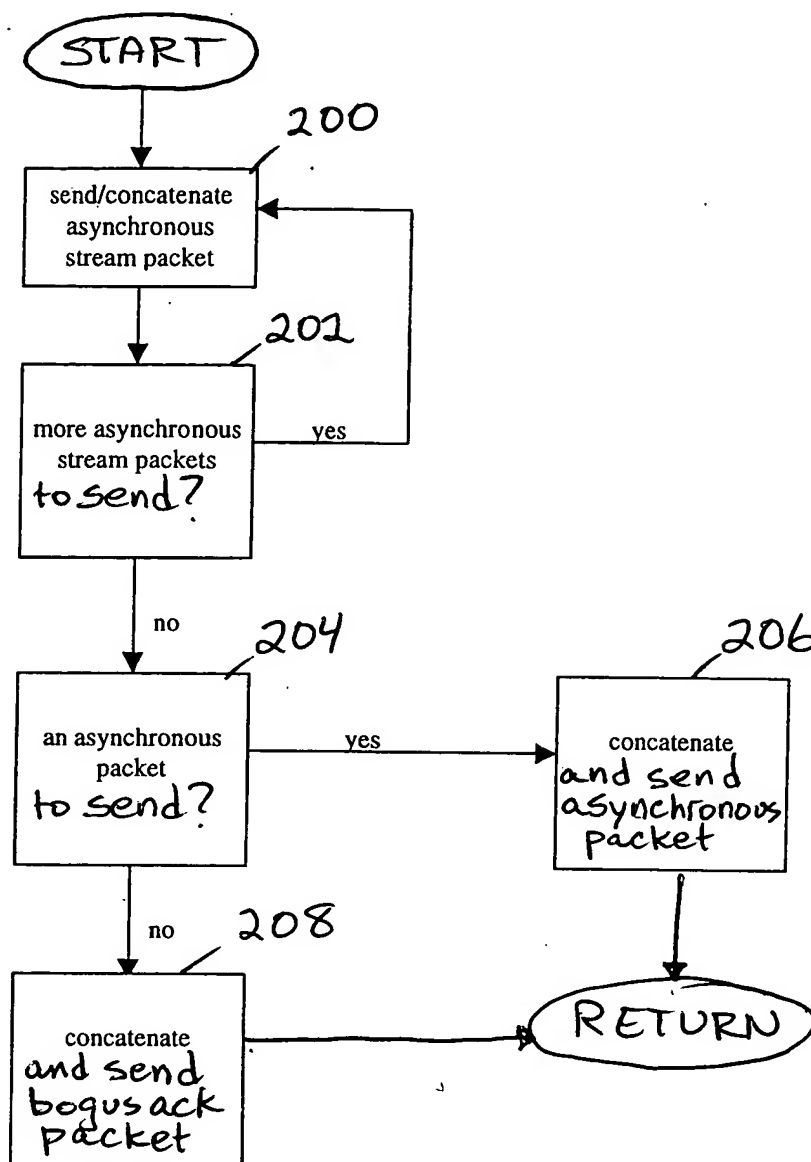 START
200
send/concatenate
asynchronous
stream packet
202
more asynchronous
stream packets
to send?
yes
no
204
an asynchronous
packet
to send?
yes
206
concatenate
and send
asynchronous
packet
no
208
concatenate
and send
bogus ack
packet
RETURN